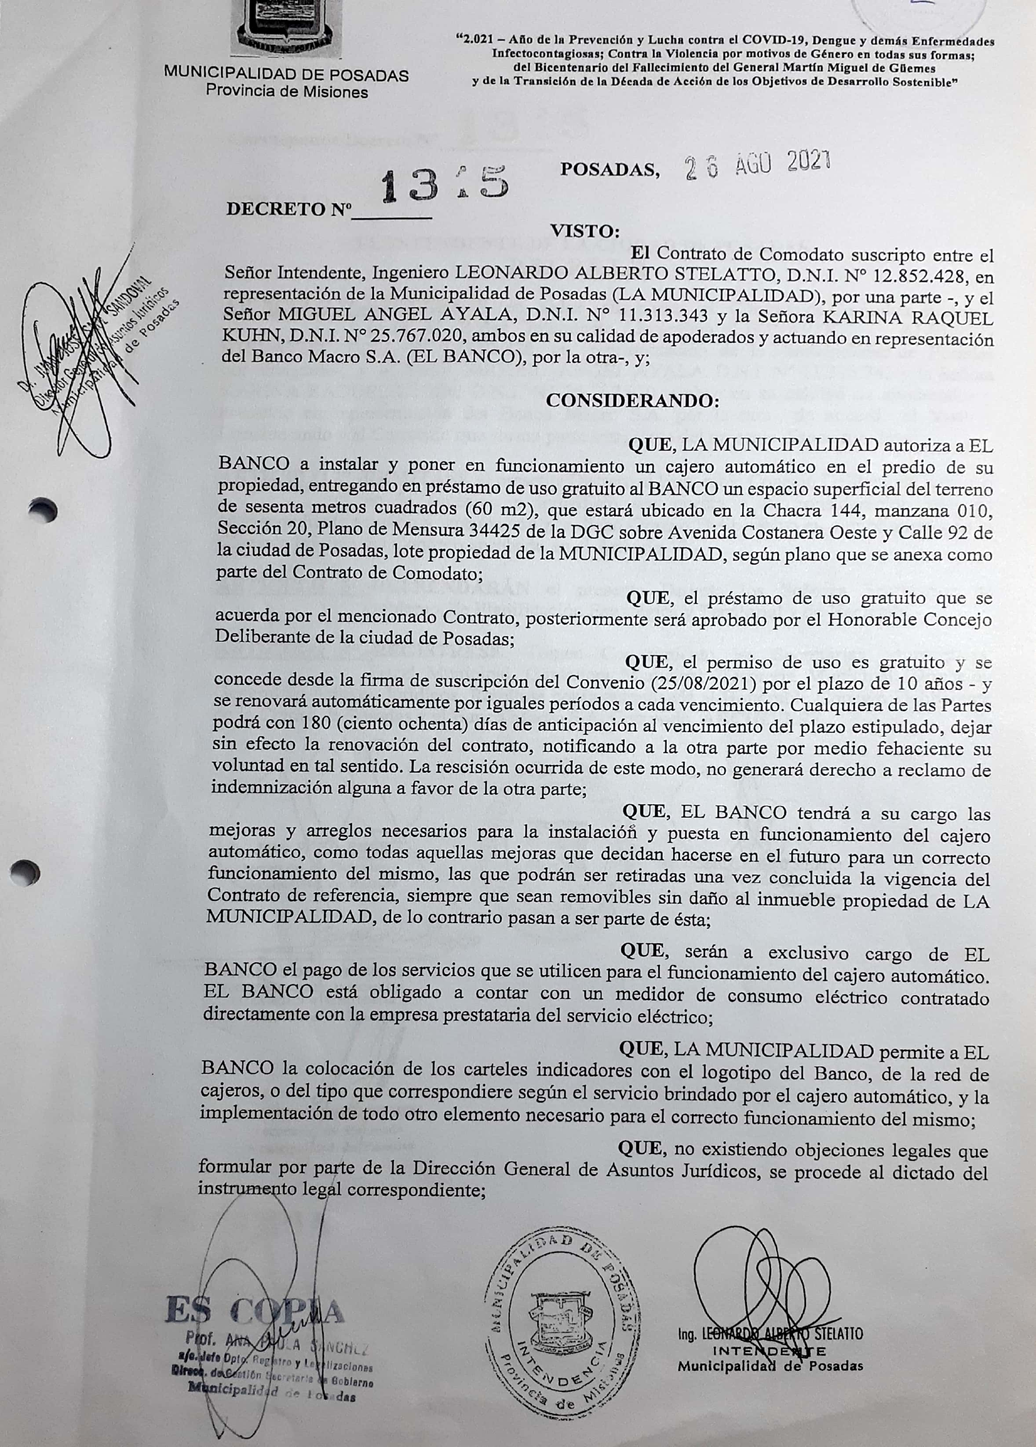 MUNICIPALIDAD DE POSADAS
Provincia de Misiones
"2.021 – Año de la Prevención y Lucha contra el COVID-19, Dengue y demás Enfermedades
Infectocontagiosas; Contra la Violencia por motivos de Género en todas sus formas;
del Bicentenario del Fallecimiento del General Martín Miguel de Güemes
y de la Transición de la Década de Acción de los Objetivos de Desarrollo Sostenible"
POSADAS, 26 AGO 2021
DECRETO Nº
VISTO:
El Contrato de Comodato suscripto entre el
Señor Intendente, Ingeniero LEONARDO ALBERTO STELATTO, D.N.I. Nº 12.852.428, en
representación de la Municipalidad de Posadas (LA MUNICIPALIDAD), por una parte -, y el
Señor MIGUEL ANGEL AYALA, D.N.I. Nº 11.313.343 y la Señora KARINA RAQUEL
KUHN, D.N.I. Nº 25.767.020, ambos en su calidad de apoderados y actuando en representación
del Banco Macro S.A. (EL BANCO), por la otra-, y;
SANDOVAL
Director General Asuntos Jurídicos
Municipalidad de Posadas
CONSIDERANDO:
QUE, LA MUNICIPALIDAD autoriza a EL
BANCO a instalar y poner en funcionamiento un cajero automático en el predio de su
propiedad, entregando en préstamo de uso gratuito al BANCO un espacio superficial del terreno
de sesenta metros cuadrados (60 m2), que estará ubicado en la Chacra 144, manzana 010,
Sección 20, Plano de Mensura 34425 de la DGC sobre Avenida Costanera Oeste y Calle 92 de
la ciudad de Posadas, lote propiedad de la MUNICIPALIDAD, según plano que se anexa como
parte del Contrato de Comodato;
QUE, el préstamo de uso gratuito que se
acuerda por el mencionado Contrato, posteriormente será aprobado por el Honorable Concejo
Deliberante de la ciudad de Posadas;
QUE, el permiso de uso es gratuito y se
concede desde la firma de suscripción del Convenio (25/08/2021) por el plazo de 10 años - y
se renovará automáticamente por iguales períodos a cada vencimiento. Cualquiera de las Partes
podrá con 180 (ciento ochenta) días de anticipación al vencimiento del plazo estipulado, dejar
sin efecto la renovación del contrato, notificando a la otra parte por medio fehaciente su
voluntad en tal sentido. La rescisión ocurrida de este modo, no generará derecho a reclamo de
indemnización alguna a favor de la otra parte;
QUE, EL BANCO tendrá a su cargo las
mejoras y arreglos necesarios para la instalación y puesta en funcionamiento del cajero
automático, como todas aquellas mejoras que decidan hacerse en el futuro para un correcto
funcionamiento del mismo, las que podrán ser retiradas una vez concluida la vigencia del
Contrato de referencia, siempre que sean removibles sin daño al inmueble propiedad de LA
MUNICIPALIDAD, de lo contrario pasan a ser parte de ésta;
QUE, serán a exclusivo cargo de EL
BANCO el pago de los servicios que se utilicen para el funcionamiento del cajero automático.
EL BANCO está obligado a contar con un medidor de consumo eléctrico contratado
directamente con la empresa prestataria del servicio eléctrico;
QUE, LA MUNICIPALIDAD permite a EL
BANCO la colocación de los carteles indicadores con el logotipo del Banco, de la red de
cajeros, o del tipo que correspondiere según el servicio brindado por el cajero automático, y la
implementación de todo otro elemento necesario para el correcto funcionamiento del mismo;
QUE, no existiendo objeciones legales que
formular por parte de la Dirección General de Asuntos Jurídicos, se procede al dictado del
instrumento legal correspondiente;
ES COPIA
Prof. ANA PAULA SANCHEZ
a/c. Jefe Dpto. Registro y Legalizaciones
Direcc. de Gestión Secretaría de Gobierno
Municipalidad de Posadas
MUNICIPALIDAD DE POSADAS
INTENDENCIA
Provincia de Misiones
Ing. LEONARDO ALBERTO STELATTO
INTENDENTE
Municipalidad de Posadas